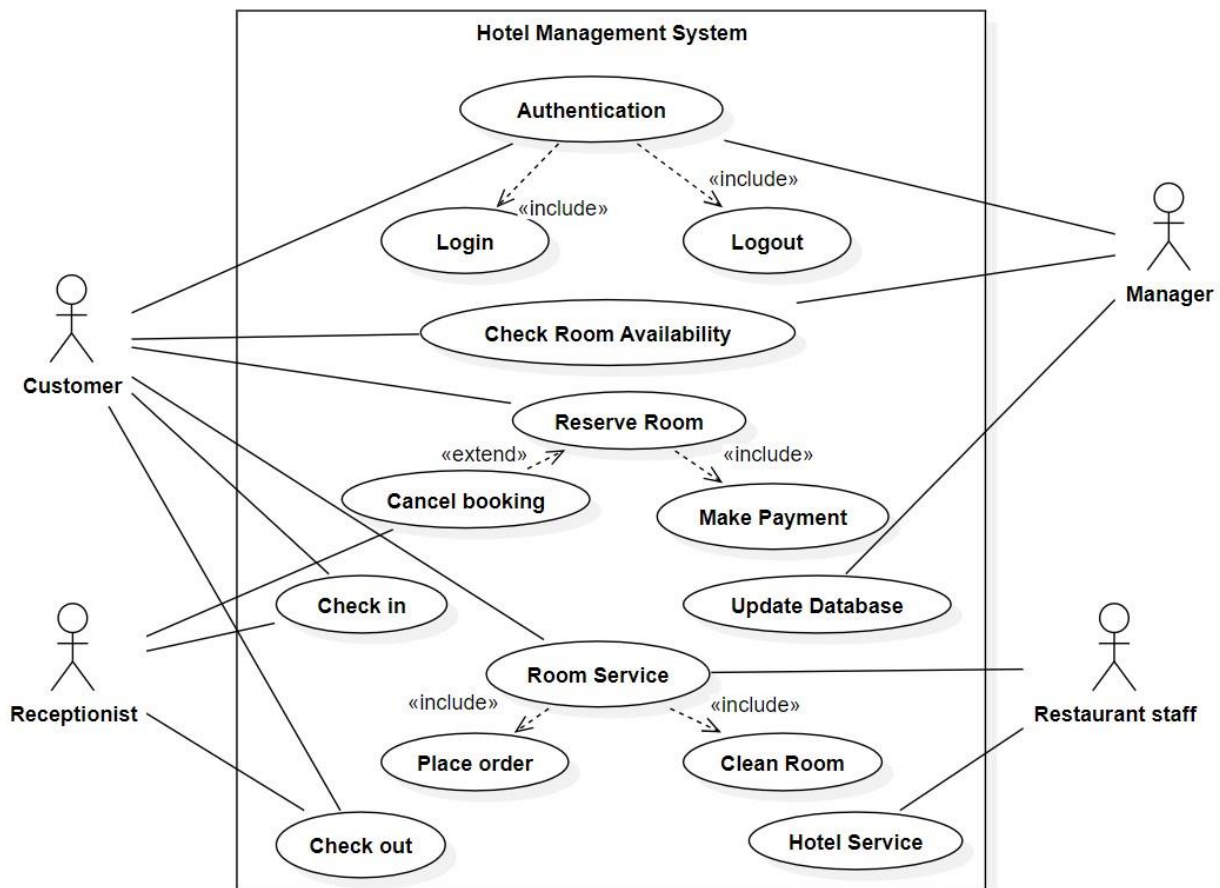 Hotel Management System
Authentication
«include»
«include»
Login
Logout
Manager
Check Room Availability
Customer
Reserve Room
«extend»
«include»
Cancel booking
Make Payment
Check in
Update Database
Room Service
«include»
«include»
Receptionist
Restaurant staff
Place order
Clean Room
Check out
Hotel Service